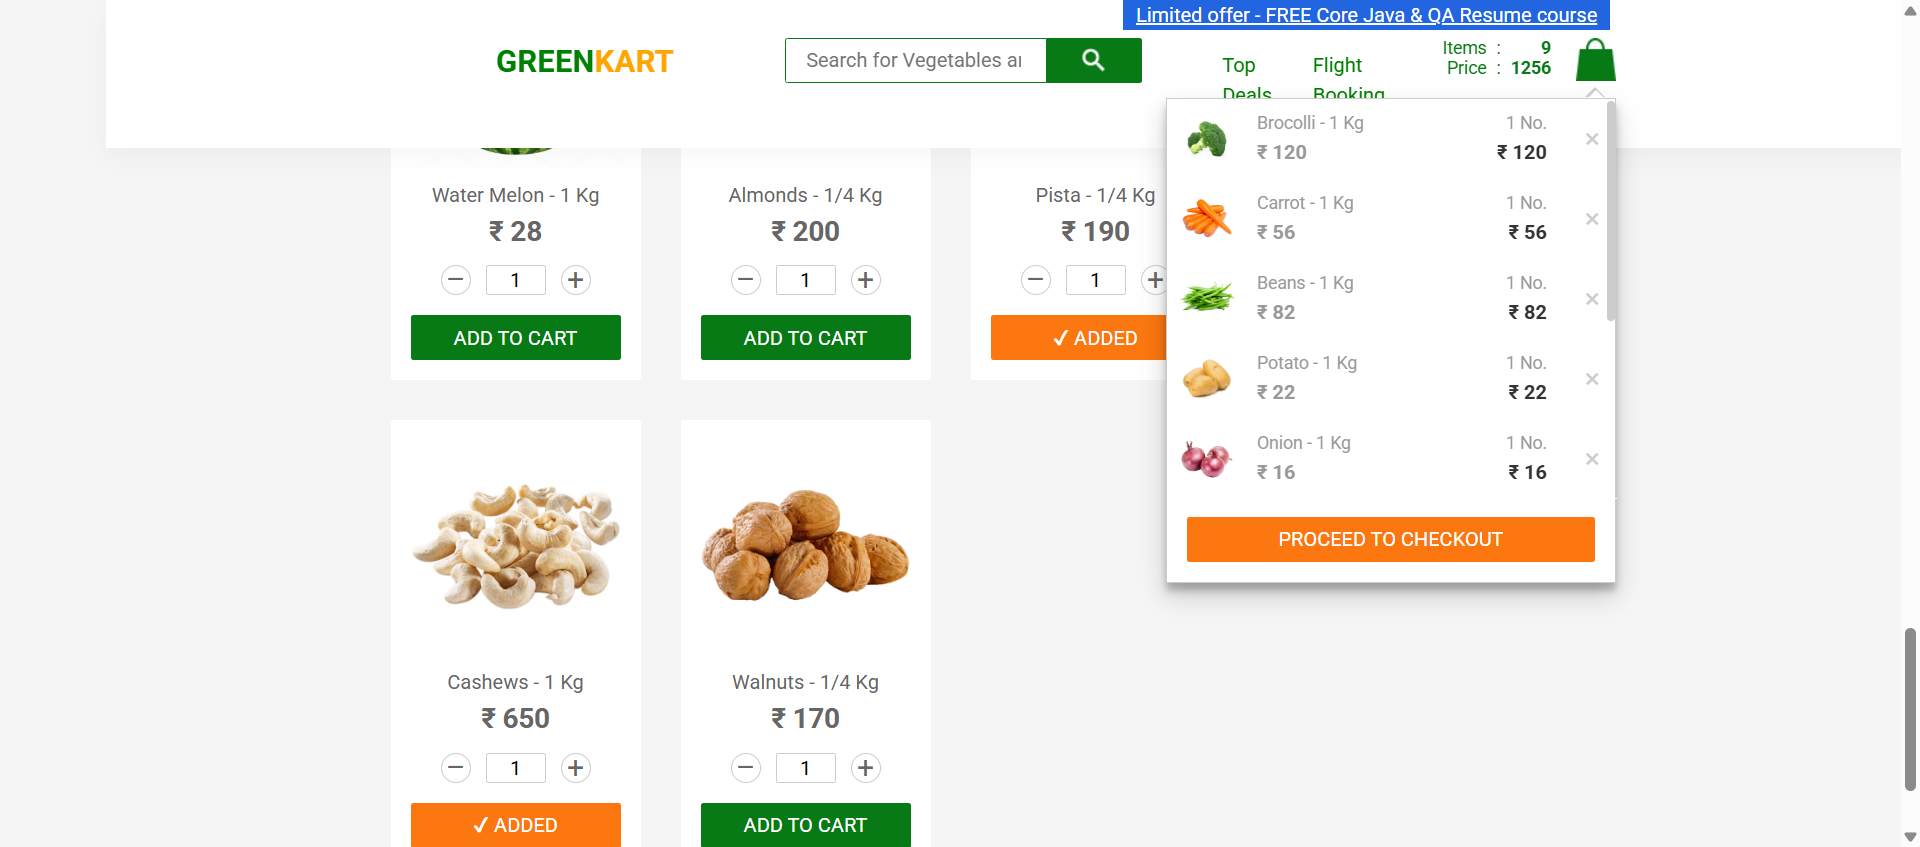 Limited offer - FREE Core Java & QA Resume course
GREENKART
Search for Vegetables ar
Top
Deals
Flight
Booking
Items : 9
Price : 1256
Brocolli - 1 Kg 1 No.
₹ 120 ₹ 120
×
Carrot - 1 Kg 1 No.
₹ 56 ₹ 56
×
Beans - 1 Kg 1 No.
₹ 82 ₹ 82
×
Potato - 1 Kg 1 No.
₹ 22 ₹ 22
×
Onion - 1 Kg 1 No.
₹ 16 ₹ 16
×
PROCEED TO CHECKOUT
Water Melon - 1 Kg
₹ 28
− 1 +
ADD TO CART
Almonds - 1/4 Kg
₹ 200
− 1 +
ADD TO CART
Pista - 1/4 Kg
₹ 190
− 1 +
✓ ADDED
Cashews - 1 Kg
₹ 650
− 1 +
✓ ADDED
Walnuts - 1/4 Kg
₹ 170
− 1 +
ADD TO CART